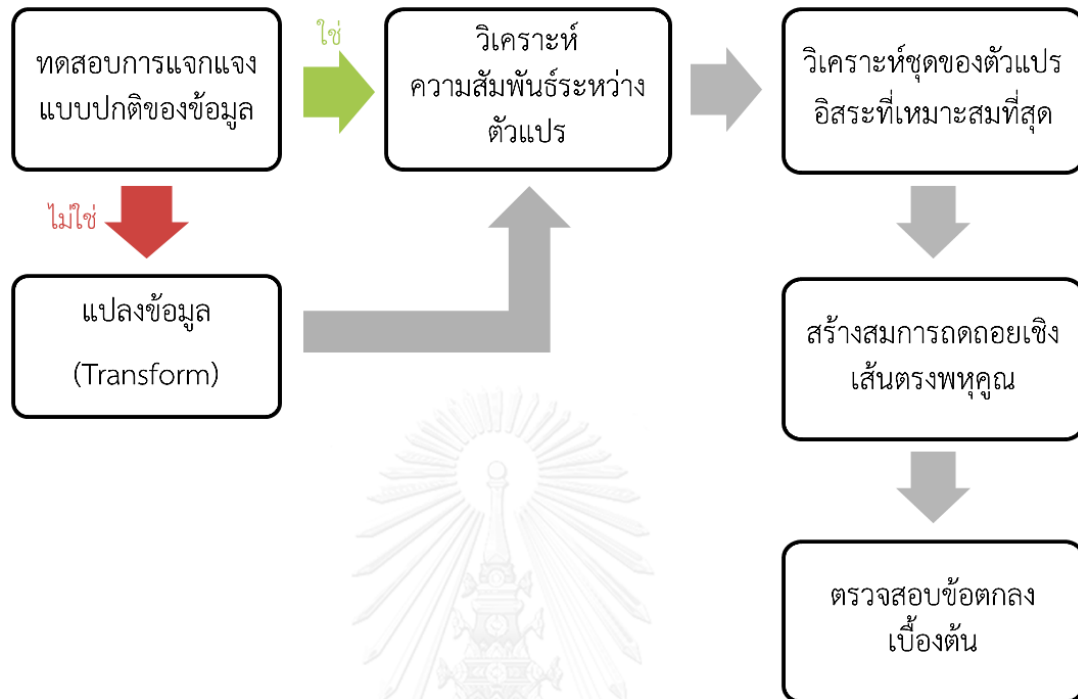 ทดสอบการแจกแจง
แบบปกติของข้อมูล
ใช่
วิเคราะห์
ความสัมพันธ์ระหว่าง
ตัวแปร
วิเคราะห์ชุดของตัวแปร
อิสระที่เหมาะสมที่สุด
ไม่ใช่
แปลงข้อมูล
(Transform)
สร้างสมการถดถอยเชิง
เส้นตรงพหุคูณ
ตรวจสอบข้อตกลง
เบื้องต้น